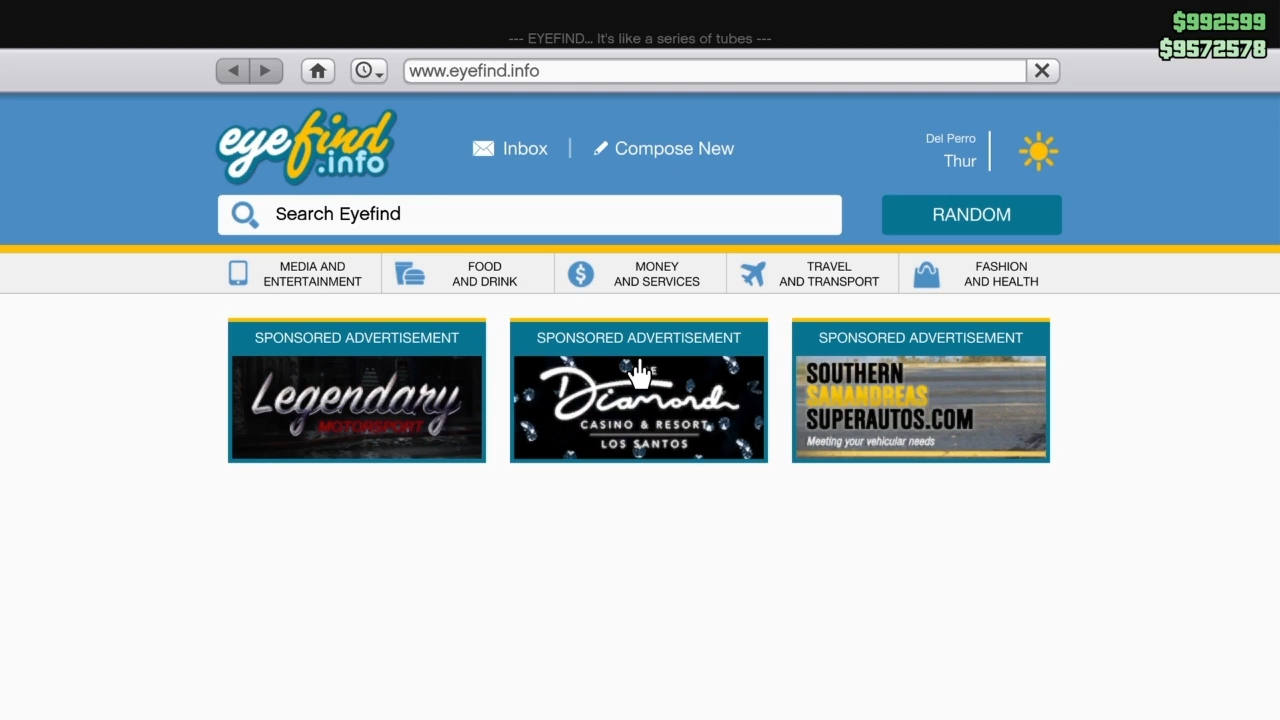 $992599
--- EYEFIND... It's like a series of tubes ---
$9572578
www.eyefind.info
eyefind
.info
Inbox
Compose New
Del Perro
Thur
Search Eyefind
RANDOM
MEDIA AND
ENTERTAINMENT
FOOD
AND DRINK
MONEY
AND SERVICES
TRAVEL
AND TRANSPORT
FASHION
AND HEALTH
SPONSORED ADVERTISEMENT
Legendary
MOTORSPORT
SPONSORED ADVERTISEMENT
Diamond
CASINO & RESORT
LOS SANTOS
SPONSORED ADVERTISEMENT
SOUTHERN
SANANDREAS
SUPERAUTOS.COM
Meeting your vehicular needs